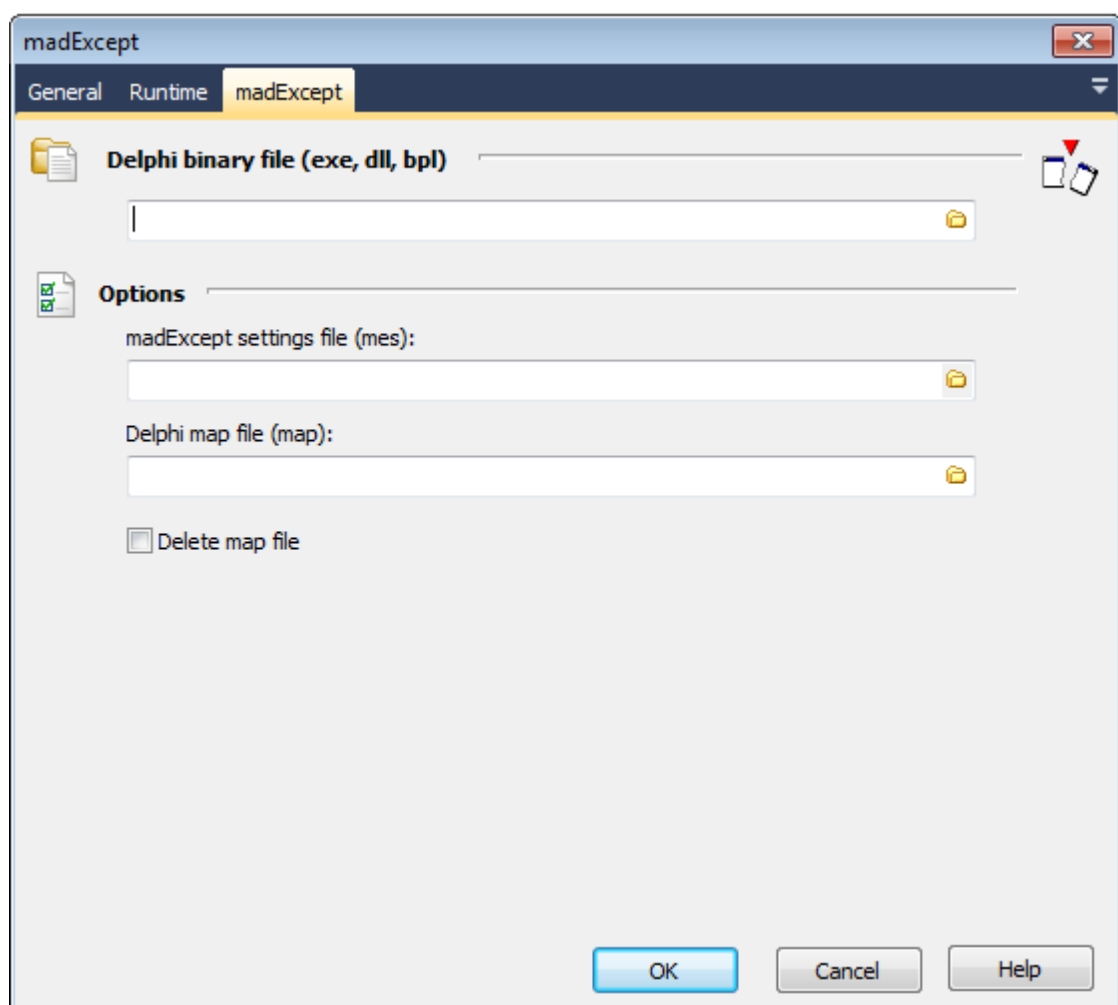 madExcept
General Runtime madExcept
Delphi binary file (exe, dll, bpl)
Options
madExcept settings file (mes):
Delphi map file (map):
Delete map file
OK Cancel Help